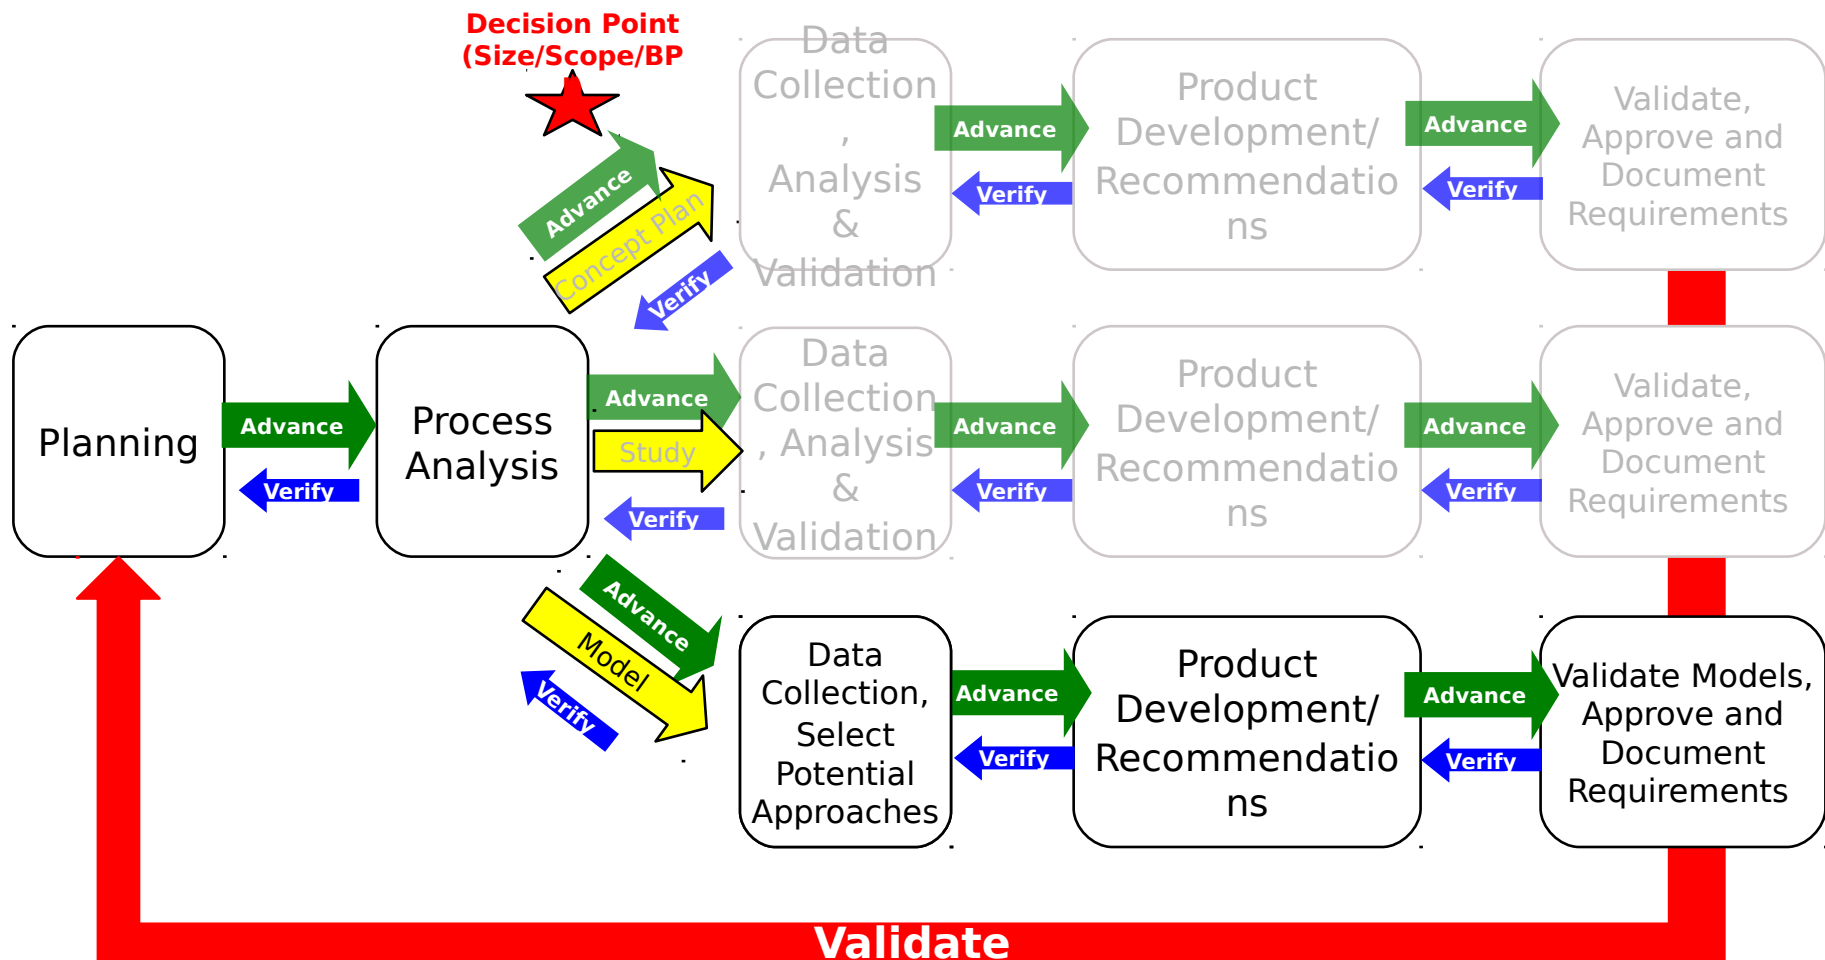 Decision Point
(Size/Scope/BP
Data
Collection
,
Analysis
&
Validation
Advance
Verify
Product
Development/
Recommendatio
ns
Advance
Verify
Validate,
Approve and
Document
Requirements
Advance
Concept Plan
Verify
Planning
Advance
Verify
Process
Analysis
Advance
Study
Verify
Data
Collection
, Analysis
&
Validation
Advance
Verify
Product
Development/
Recommendatio
ns
Advance
Verify
Validate,
Approve and
Document
Requirements
Advance
Model
Verify
Data
Collection,
Select
Potential
Approaches
Advance
Verify
Product
Development/
Recommendatio
ns
Advance
Verify
Validate Models,
Approve and
Document
Requirements
Validate